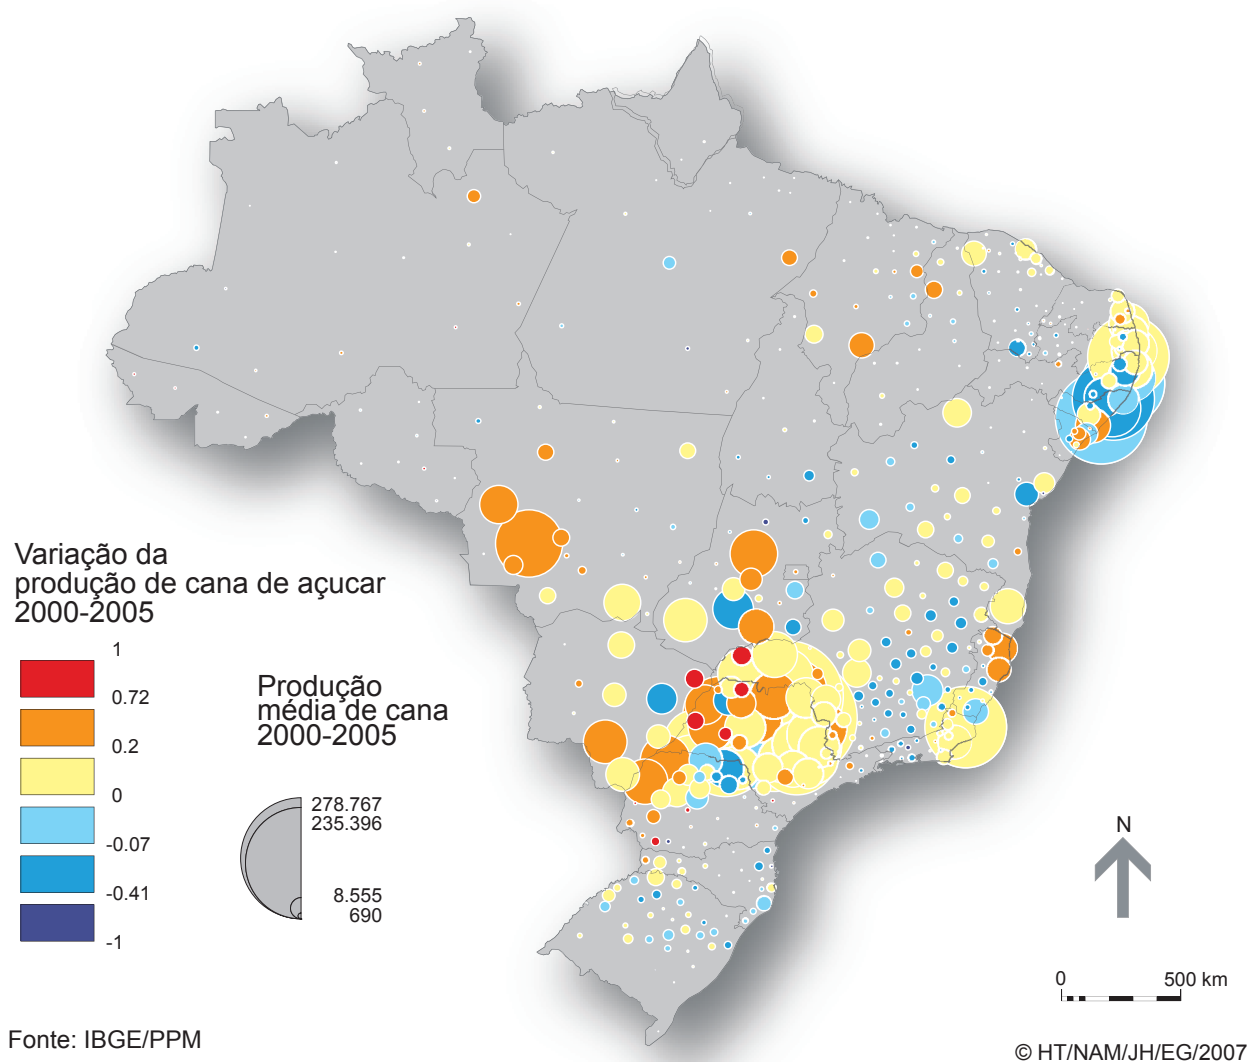 Variação da
produção de cana de açucar
2000-2005
1
0.72
0.2
0
-0.07
-0.41
-1
Produção
média de cana
2000-2005
278.767
235.396
8.555
690
N
0 500 km
Fonte: IBGE/PPM
© HT/NAM/JH/EG/2007